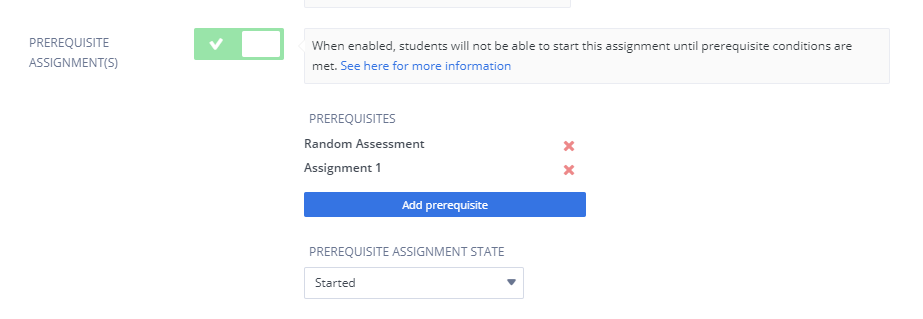 PREREQUISITE
ASSIGNMENT(S)
When enabled, students will not be able to start this assignment until prerequisite conditions are
met. See here for more information
PREREQUISITES
Random Assessment
Assignment 1
Add prerequisite
PREREQUISITE ASSIGNMENT STATE
Started